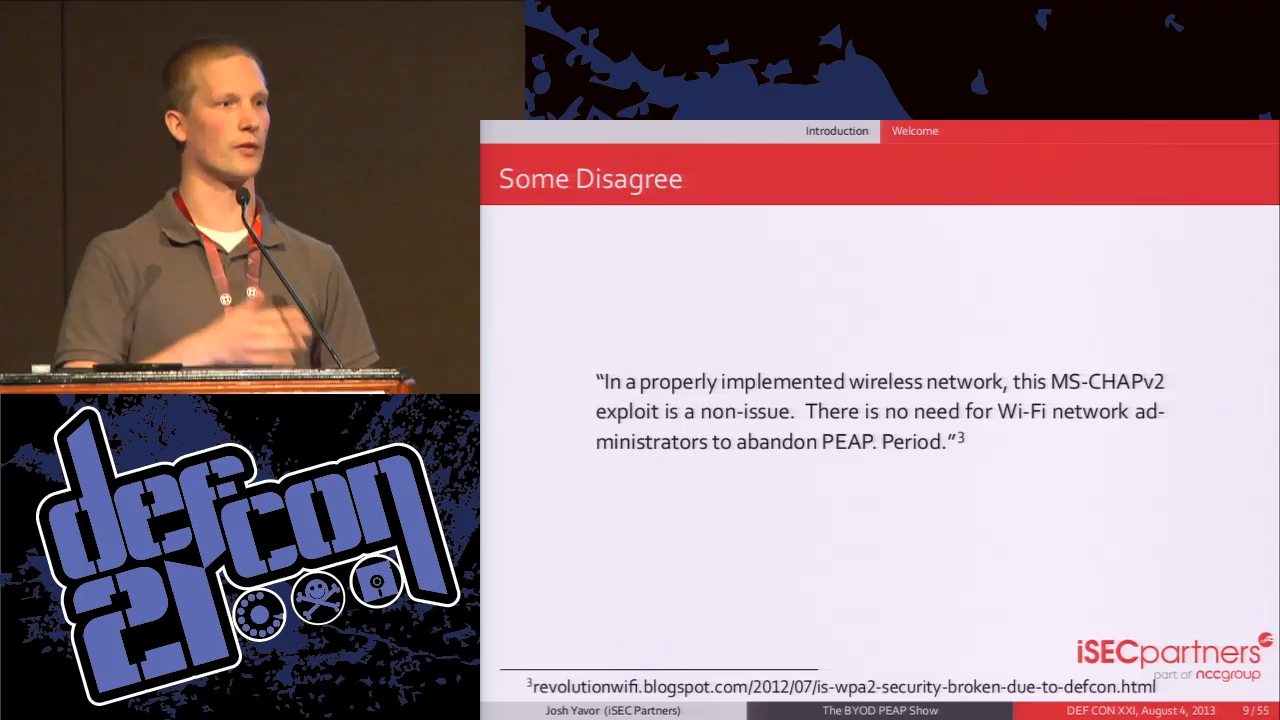 Introduction
Welcome
Some Disagree
“In a properly implemented wireless network, this MS-CHAPv2
exploit is a non-issue. There is no need for Wi-Fi network ad-
ministrators to abandon PEAP. Period.”³
³revolutionwifi.blogspot.com/2012/07/is-wpa2-security-broken-due-to-defcon.html
iSECpartners
part of nccgroup
Josh Yavor (iSEC Partners)
The BYOD PEAP Show
DEF CON XXI, August 4, 2013
9/55
defcon
21